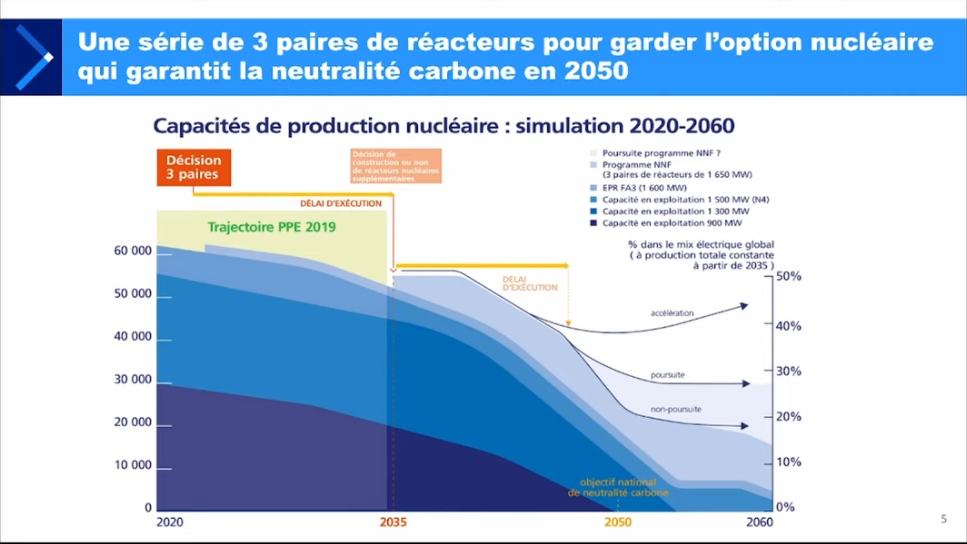 Une série de 3 paires de réacteurs pour garder l'option nucléaire
qui garantit la neutralité carbone en 2050
Capacités de production nucléaire : simulation 2020-2060
Décision
3 paires
Décision de
construction ou non
de réacteurs nucléaires
supplémentaires
Poursuite programme NNF ?
Programme NNF
(3 paires de réacteurs de 1 650 MW)
EPR FA3 (1 600 MW)
Capacité en exploitation 1 500 MW (N4)
Capacité en exploitation 1 300 MW
Capacité en exploitation 900 MW
DÉLAI D'EXÉCUTION
Trajectoire PPE 2019
% dans le mix électrique global
( à production totale constante
à partir de 2035 )
DÉLAI
D'EXÉCUTION
60 000
50 000
40 000
30 000
20 000
10 000
0
50%
40%
30%
20%
10%
0%
accélération
poursuite
non-poursuite
objectif national
de neutralité carbone
2020
2035
2050
2060
5